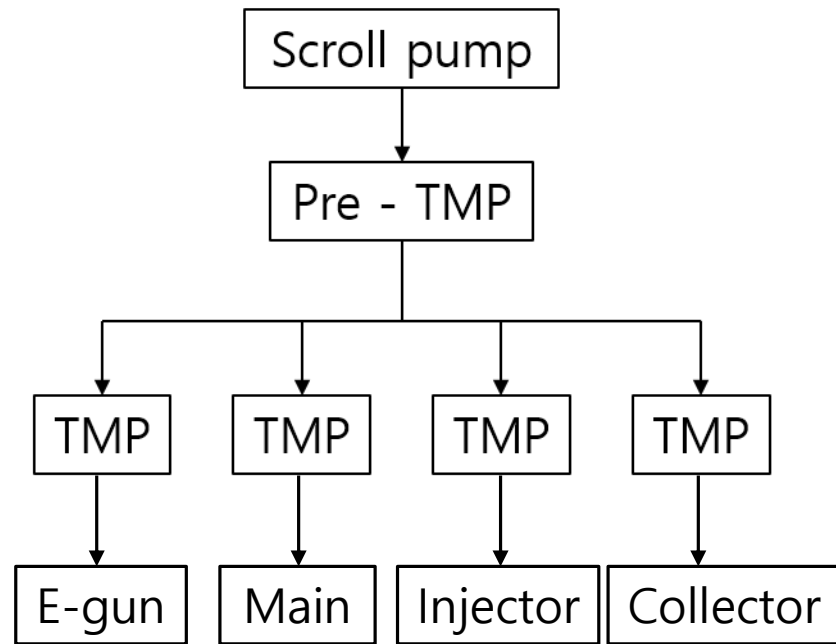 Scroll pump
Pre - TMP
TMP TMP TMP TMP
E-gun Main Injector Collector